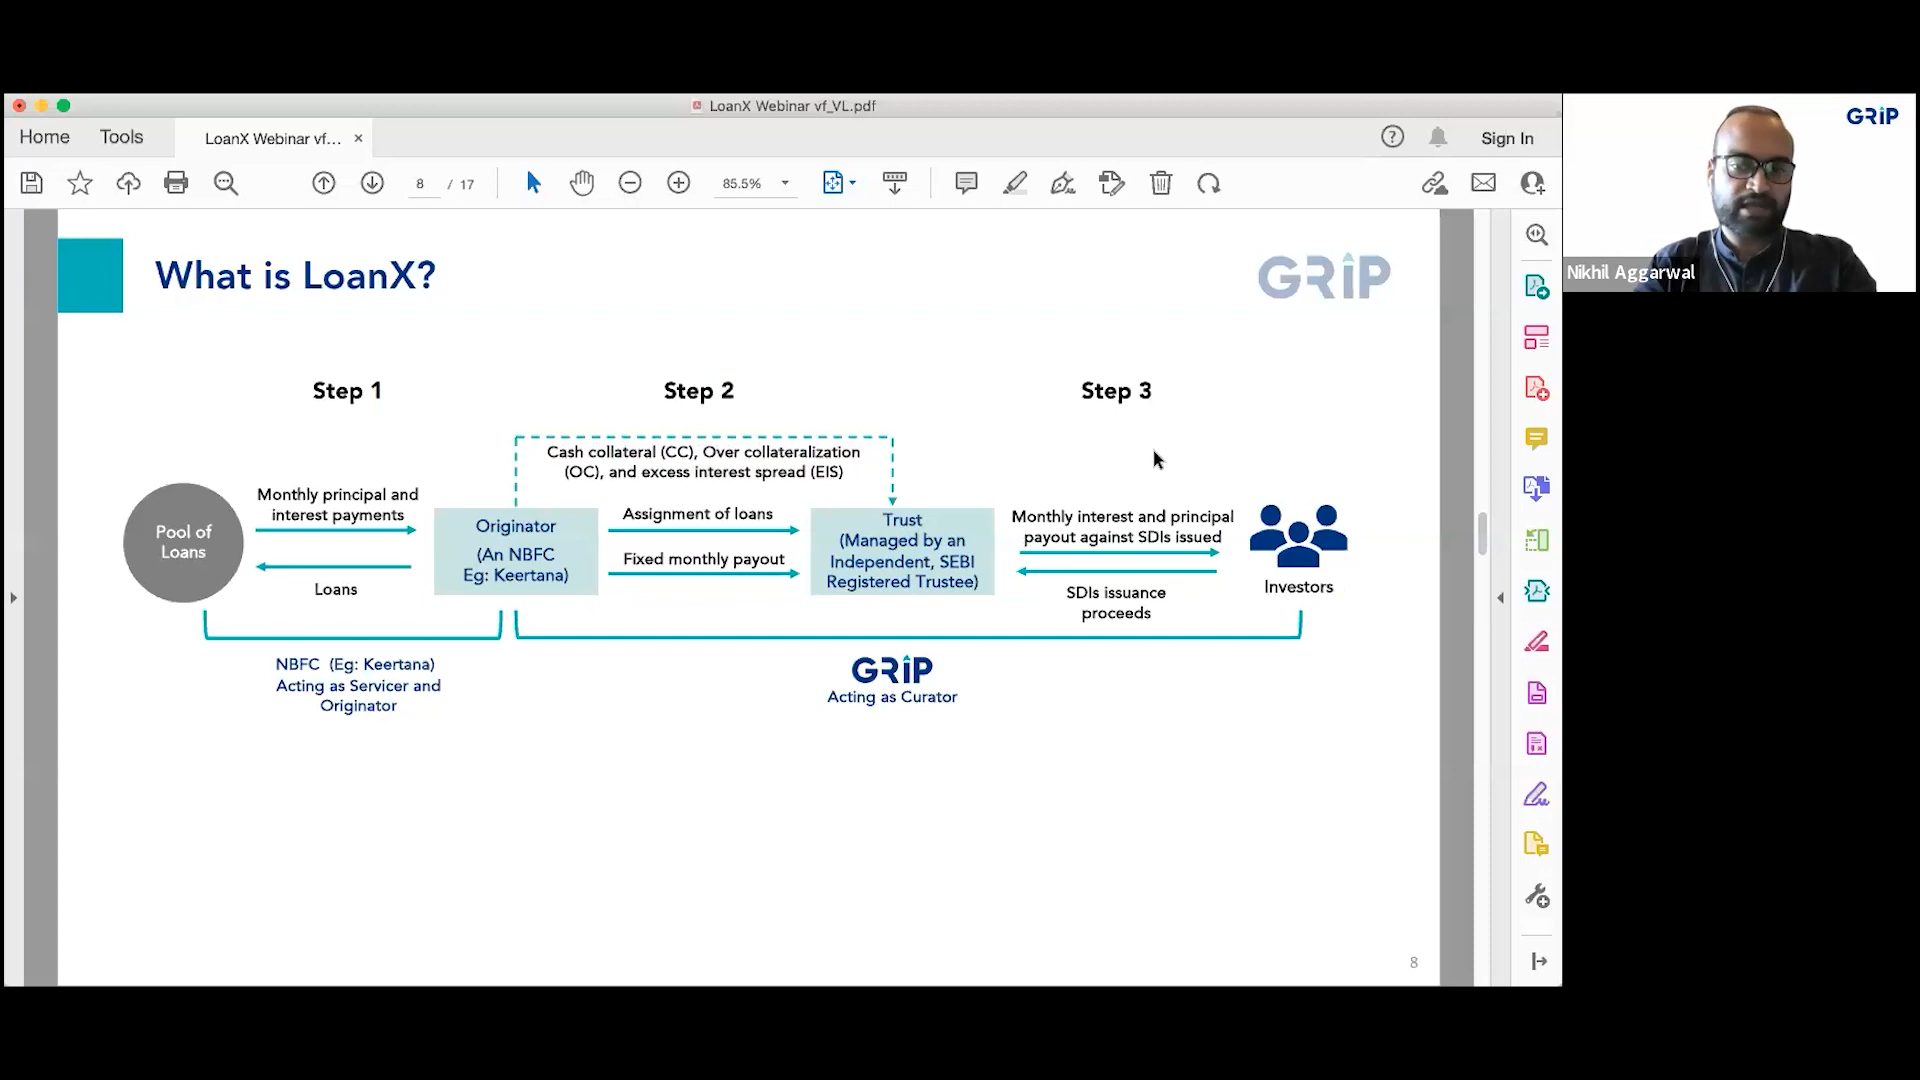 LoanX Webinar vf_VL.pdf
Home
Tools
LoanX Webinar vf...
×
Sign In
8 / 17
85.5%
GRIP
Nikhil Aggarwal
What is LoanX?
GRIP
Step 1
Step 2
Step 3
Cash collateral (CC), Over collateralization
(OC), and excess interest spread (EIS)
Pool of
Loans
Monthly principal and
interest payments
Loans
Originator
(An NBFC
Eg: Keertana)
Assignment of loans
Fixed monthly payout
Trust
(Managed by an
Independent, SEBI
Registered Trustee)
Monthly interest and principal
payout against SDIs issued
SDIs issuance
proceeds
Investors
NBFC (Eg: Keertana)
Acting as Servicer and
Originator
GRIP
Acting as Curator
8